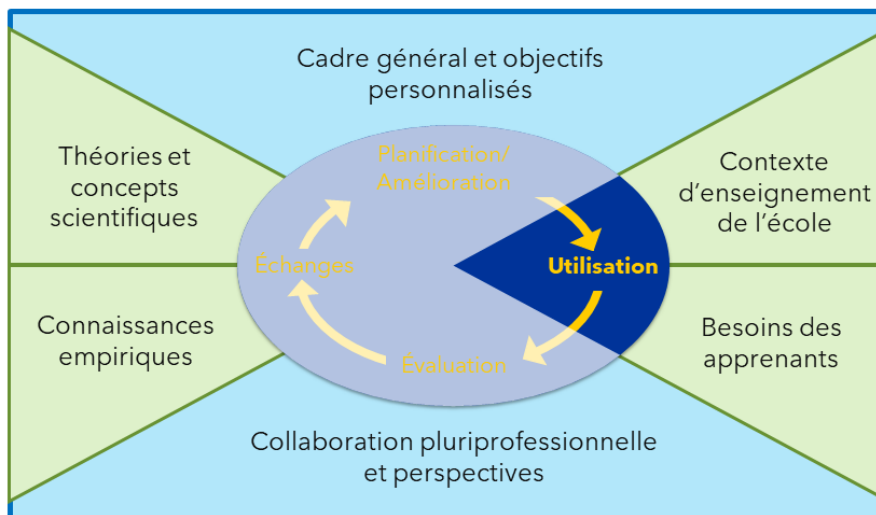 Cadre général et objectifs
personnalisés
Théories et
concepts
scientifiques
Planification/
Amélioration
Contexte
d’enseignement
de l’école
Échanges
Utilisation
Connaissances
empiriques
Évaluation
Besoins des
apprenants
Collaboration pluriprofessionnelle
et perspectives